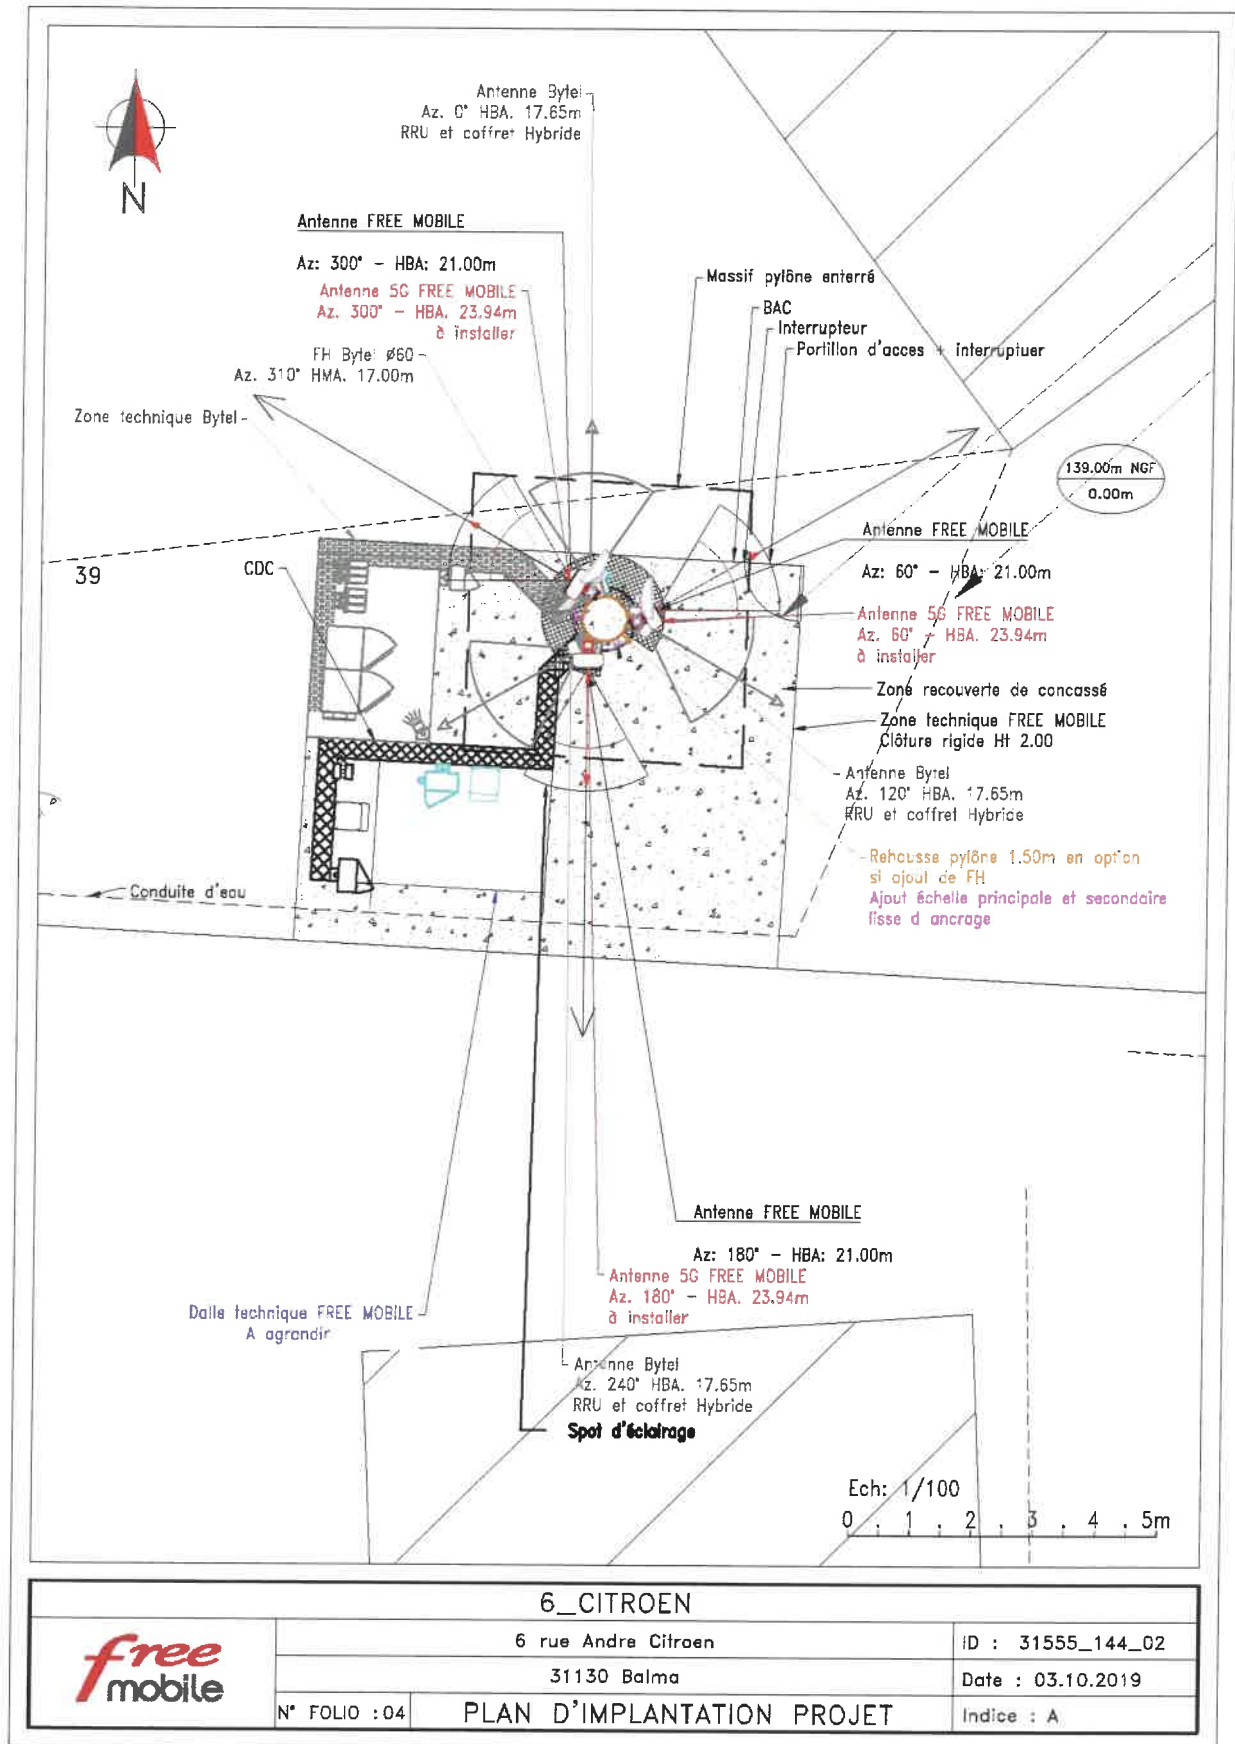 Antenne Bytel
Az. 0° HBA. 17.65m
RRU et coffret Hybride
N
Antenne FREE MOBILE
Az: 300° - HBA: 21.00m
Antenne 5G FREE MOBILE
Az. 300° - HBA. 23.94m
à installer
FH Bytel ø60
Az. 310° HMA. 17.00m
Zone technique Bytel
Massif pylône enterré
BAC
Interrupteur
Portillon d'acces + interruptuer
139.00m NGF
0.00m
Antenne FREE MOBILE
Az: 60° - HBA: 21.00m
Antenne 5G FREE MOBILE
Az. 60° - HBA. 23.94m
à installer
39
CDC
Zone recouverte de concassé
Zone technique FREE MOBILE
Clôture rigide Ht 2.00
Antenne Bytel
Az. 120° HBA. 17.65m
RRU et coffret Hybride
Rehausse pylône 1.50m en option
si ajout de FH
Ajout échelle principale et secondaire
lisse d ancrage
Conduite d'eau
Antenne FREE MOBILE
Az: 180° - HBA: 21.00m
Antenne 5G FREE MOBILE
Az. 180° - HBA. 23.94m
à installer
Dalle technique FREE MOBILE
A agrandir
Antenne Bytel
Az. 240° HBA. 17.65m
RRU et coffret Hybride
Spot d'éclairage
Ech: 1/100
0 . 1 . 2 . 3 . 4 . 5m
6_CITROEN
free
mobile
6 rue Andre Citroen
31130 Balma
N° FOLIO : 04
PLAN D'IMPLANTATION PROJET
ID : 31555_144_02
Date : 03.10.2019
Indice : A